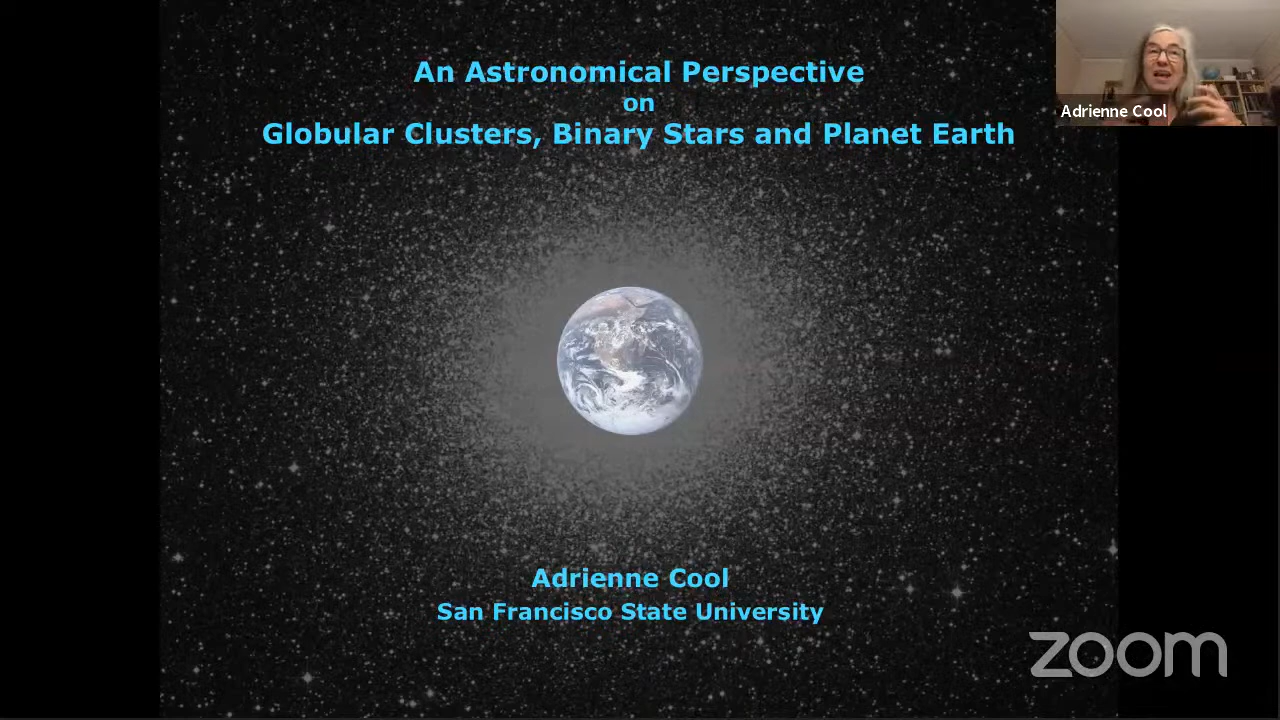 An Astronomical Perspective
on
Globular Clusters, Binary Stars and Planet Earth
Adrienne Cool
Adrienne Cool
San Francisco State University
zoom